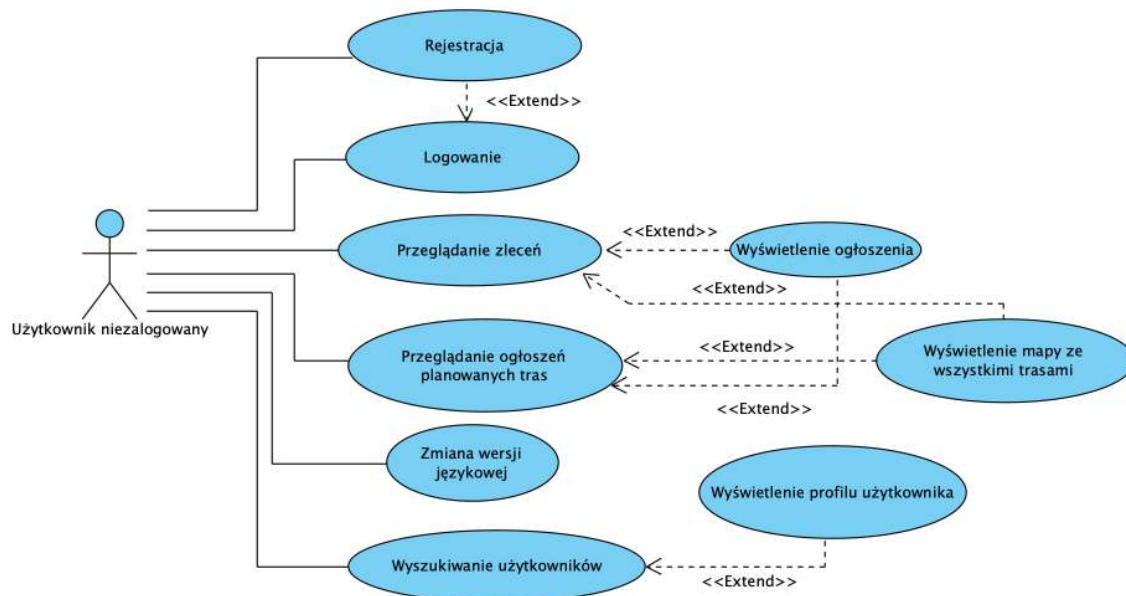 Rejestracja
<<Extend>>
Logowanie
Użytkownik niezalogowany
Przeglądanie zleceń
<<Extend>>
Wyświetlenie ogłoszenia
<<Extend>>
Przeglądanie ogłoszeń
planowanych tras
<<Extend>>
Wyświetlenie mapy ze
wszystkimi trasami
<<Extend>>
Zmiana wersji
językowej
Wyświetlenie profilu użytkownika
Wyszukiwanie użytkowników
<<Extend>>